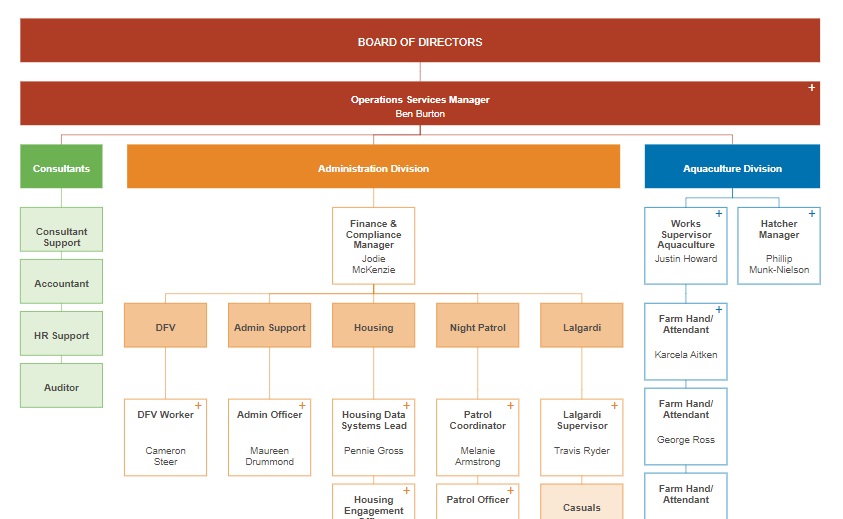 BOARD OF DIRECTORS
+
Operations Services Manager
Ben Burton
Consultants
Administration Division
Aquaculture Division
Consultant
Support
Accountant
HR Support
Auditor
Finance &
Compliance
Manager
Jodie
McKenzie
+
Works
Supervisor
Aquaculture
Justin Howard
+
Hatcher
Manager
Phillip
Munk-Nielson
DFV
Admin Support
Housing
Night Patrol
Lalgardi
+
Farm Hand/
Attendant
Karcela Aitken
+
DFV Worker
Cameron
Steer
+
Admin Officer
Maureen
Drummond
+
Housing Data
Systems Lead
Pennie Gross
+
Patrol
Coordinator
Melanie
Armstrong
+
Lalgardi
Supervisor
Travis Ryder
Farm Hand/
Attendant
George Ross
+
Housing
Engagement
+
Patrol Officer
Casuals
Farm Hand/
Attendant